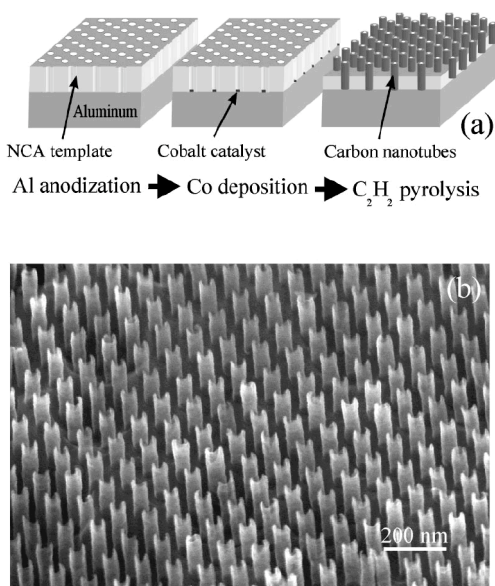 Aluminum
(a)
NCA template
Cobalt catalyst
Carbon nanotubes
Al anodization → Co deposition → C₂H₂ pyrolysis
(b)
200 nm